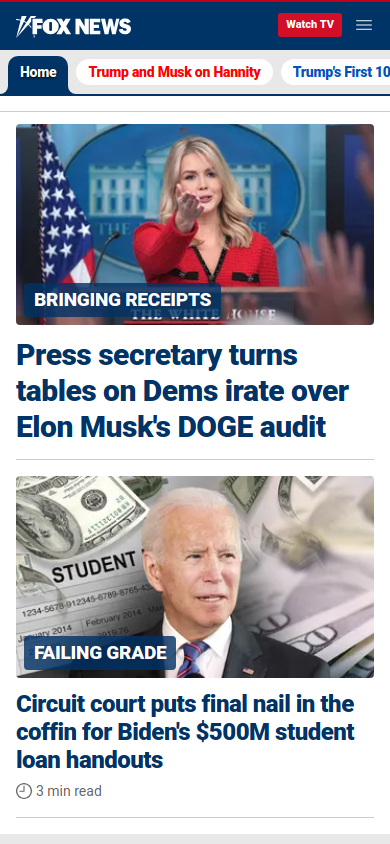 FOX NEWS
Watch TV
Home
Trump and Musk on Hannity
Trump's First 10
THE WHITE HOUSE
BRINGING RECEIPTS
Press secretary turns
tables on Dems irate over
Elon Musk's DOGE audit
STUDENT
1234-5678-912345-6789-8765-43
February 2014
January 2014
FAILING GRADE
Circuit court puts final nail in the
coffin for Biden's $500M student
loan handouts
3 min read